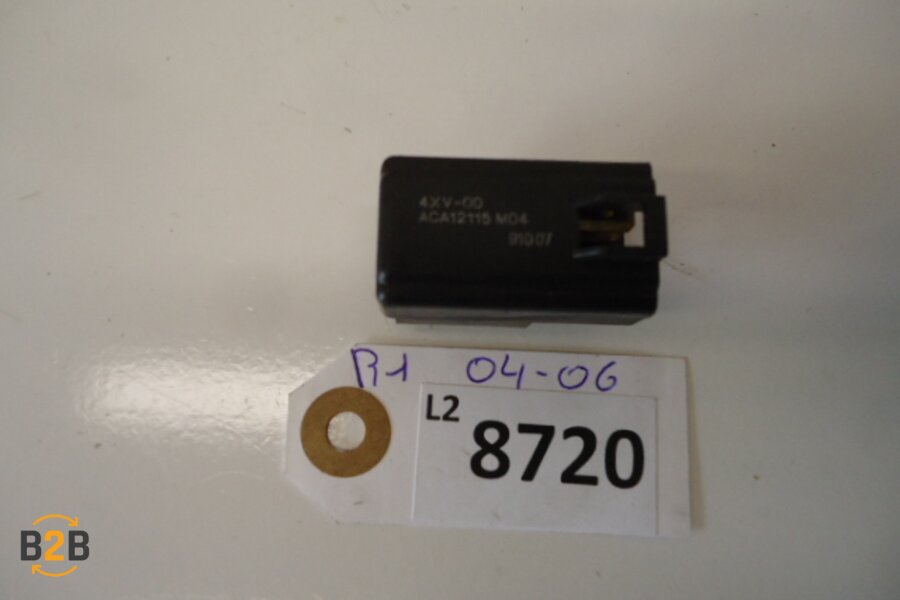 4XV-00
ACA12115 M04
91007
R1 04-06
L2
8720
B2B